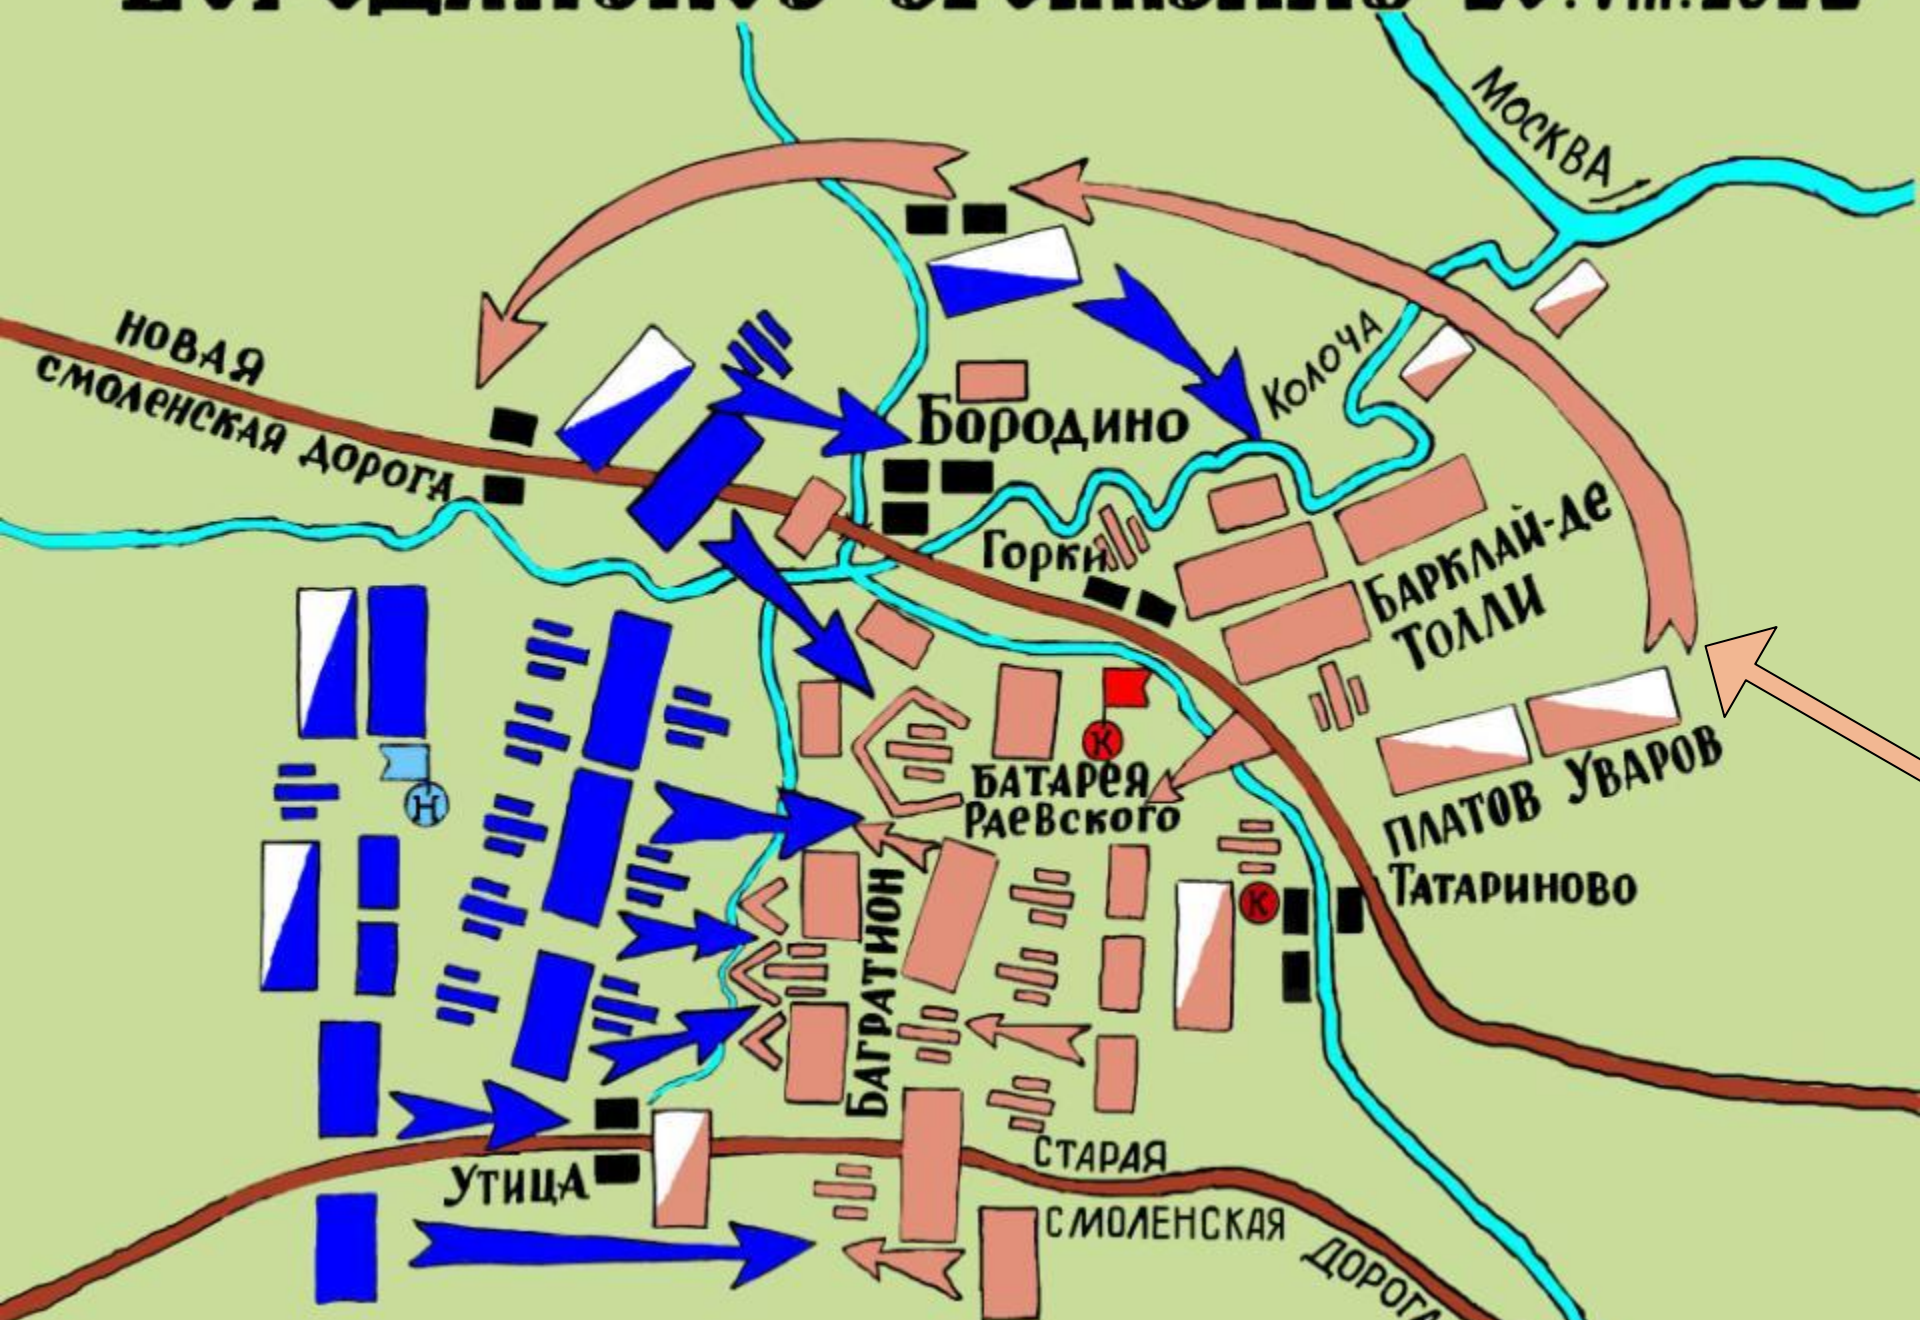 МОСКВА
НОВАЯ
СМОЛЕНСКАЯ ДОРОГА
КОЛОЧА
БОРОДИНО
ГОРКИ
БАРКЛАЙ-ДЕ
ТОЛЛИ
К
БАТАРЕЯ
РАЕВСКОГО
Н
ПЛАТОВ УВАРОВ
ТАТАРИНОВО
К
БАГРАТИОН
УТИЦА
СТАРАЯ
СМОЛЕНСКАЯ
ДОРОГА